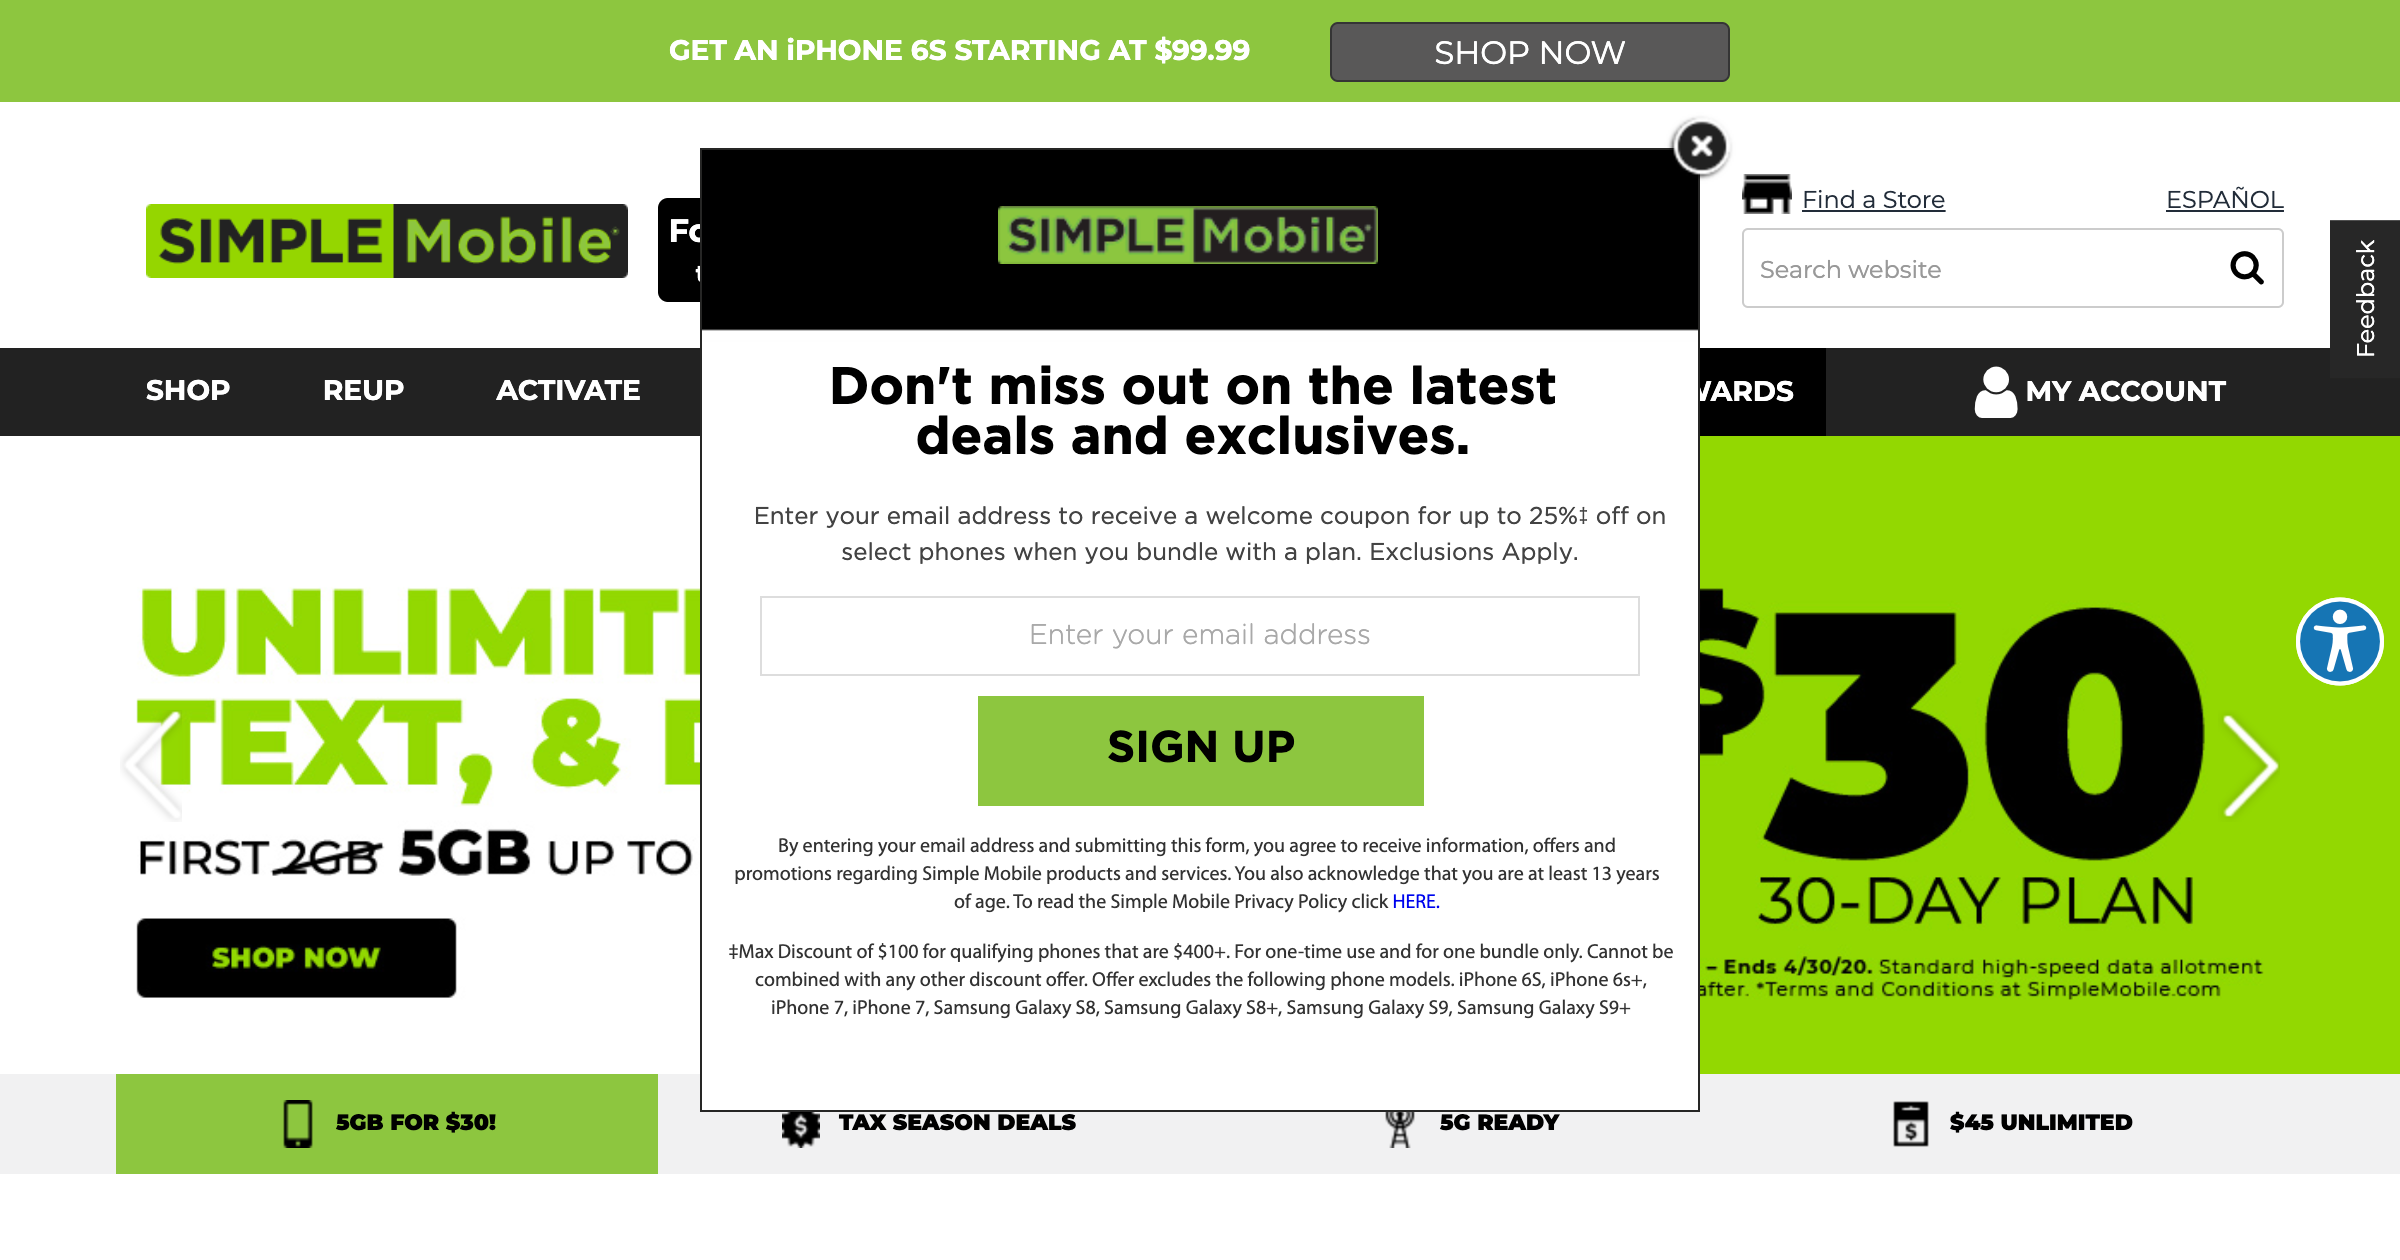 GET AN iPHONE 6S STARTING AT $99.99
SHOP NOW
SIMPLE Mobile
Find a Store
ESPAÑOL
Search website
Feedback
SHOP
REUP
ACTIVATE
MY ACCOUNT
SIMPLE Mobile
Don't miss out on the latest
deals and exclusives.
Enter your email address to receive a welcome coupon for up to 25%‡ off on
select phones when you bundle with a plan. Exclusions Apply.
Enter your email address
SIGN UP
By entering your email address and submitting this form, you agree to receive information, offers and
promotions regarding Simple Mobile products and services. You also acknowledge that you are at least 13 years
of age. To read the Simple Mobile Privacy Policy click HERE.
‡Max Discount of $100 for qualifying phones that are $400+. For one-time use and for one bundle only. Cannot be
combined with any other discount offer. Offer excludes the following phone models. iPhone 6S, iPhone 6s+,
iPhone 7, iPhone 7, Samsung Galaxy S8, Samsung Galaxy S8+, Samsung Galaxy S9, Samsung Galaxy S9+
TEXT, &
FIRST 2GB 5GB UP TO
SHOP NOW
$30
30-DAY PLAN
– Ends 4/30/20. Standard high-speed data allotment
*Terms and Conditions at SimpleMobile.com
5GB FOR $30!
TAX SEASON DEALS
5G READY
$45 UNLIMITED